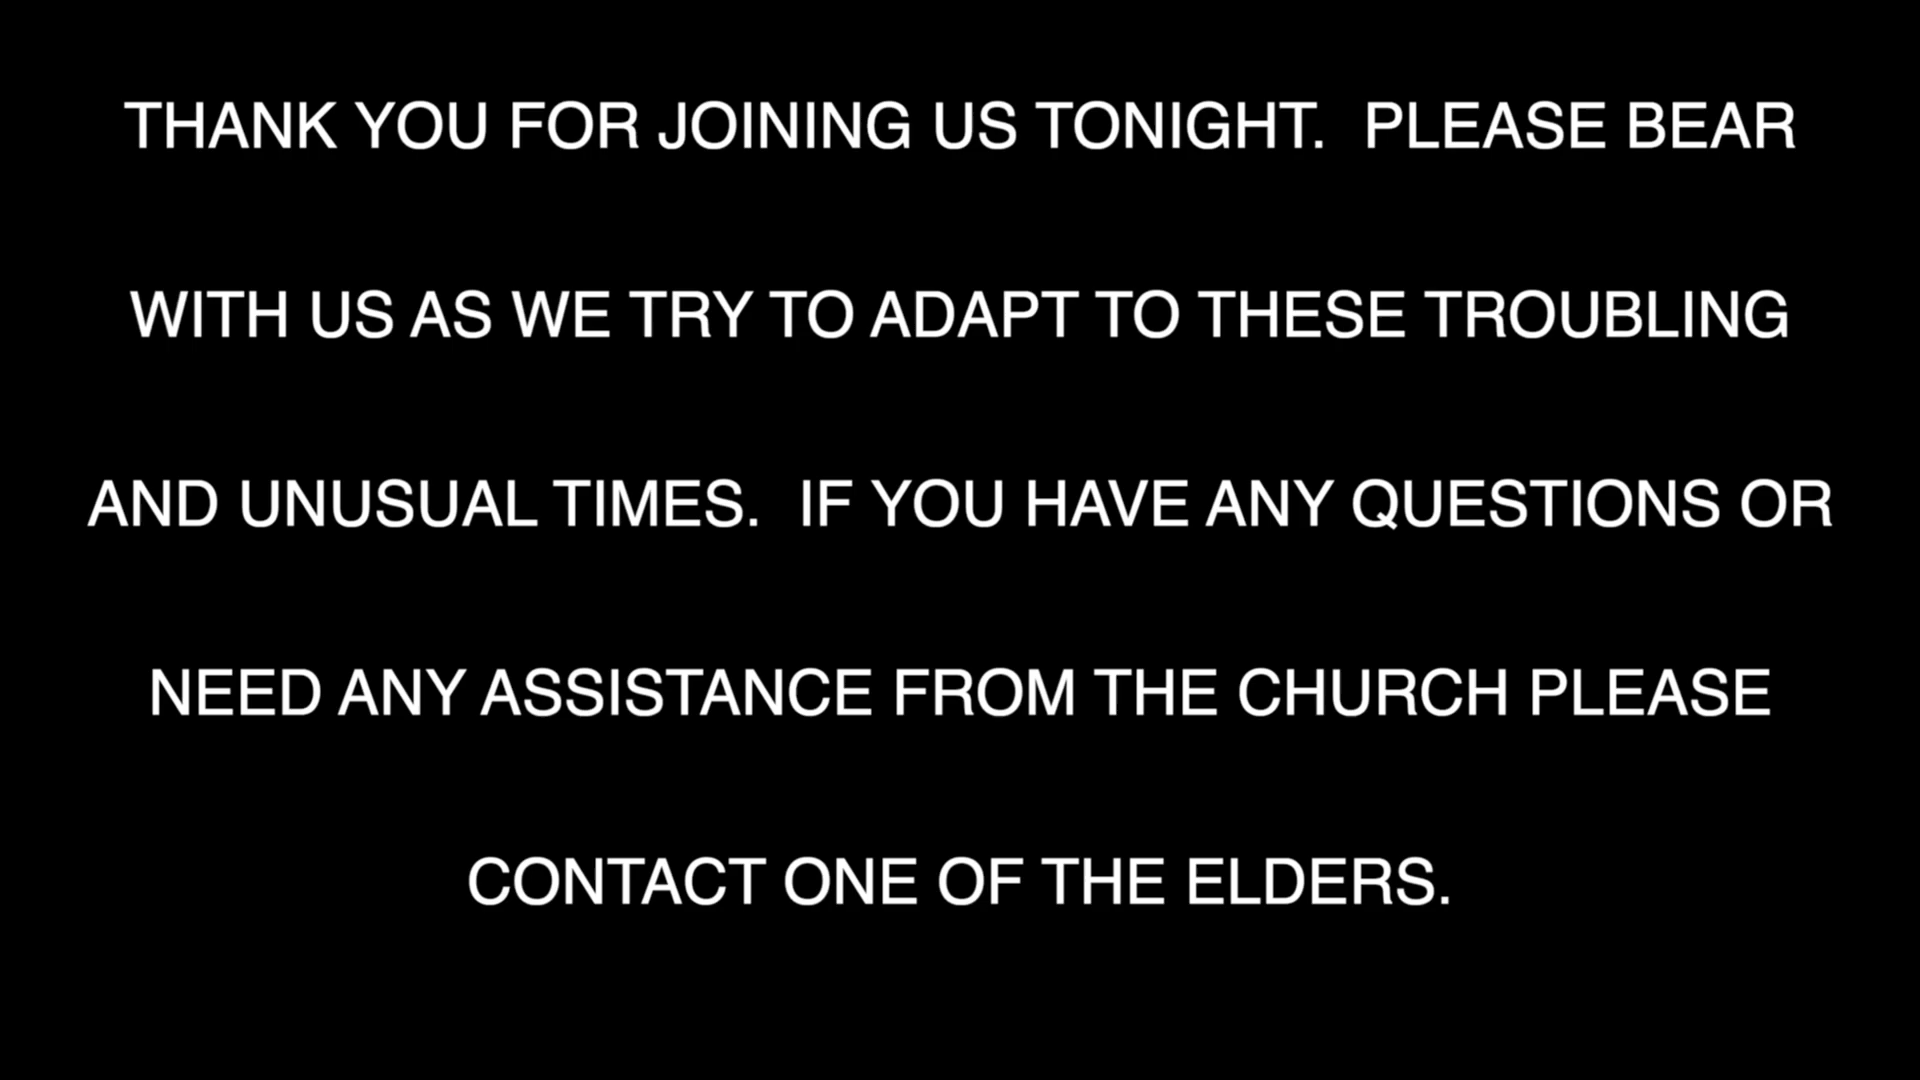 THANK YOU FOR JOINING US TONIGHT.  PLEASE BEAR
WITH US AS WE TRY TO ADAPT TO THESE TROUBLING
AND UNUSUAL TIMES.  IF YOU HAVE ANY QUESTIONS OR
NEED ANY ASSISTANCE FROM THE CHURCH PLEASE
CONTACT ONE OF THE ELDERS.